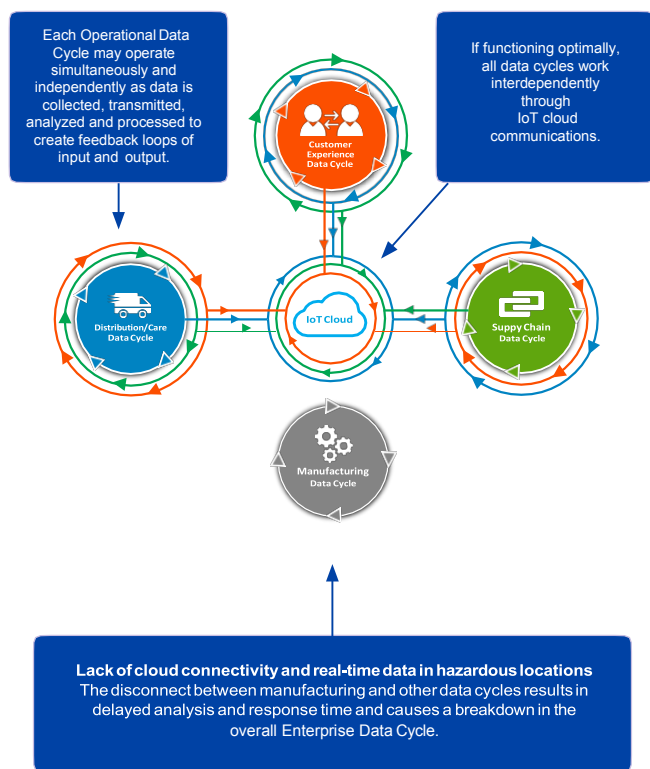 Each Operational Data
Cycle may operate
simultaneously and
independently as data is
collected, transmitted,
analyzed and processed to
create feedback loops of
input and output.
If functioning optimally,
all data cycles work
interdependently
through
IoT cloud
communications.
Customer
Experience
Data Cycle
Distribution/Care
Data Cycle
IoT Cloud
Suppy Chain
Data Cycle
Manufacturing
Data Cycle
Lack of cloud connectivity and real-time data in hazardous locations
The disconnect between manufacturing and other data cycles results in
delayed analysis and response time and causes a breakdown in the
overall Enterprise Data Cycle.